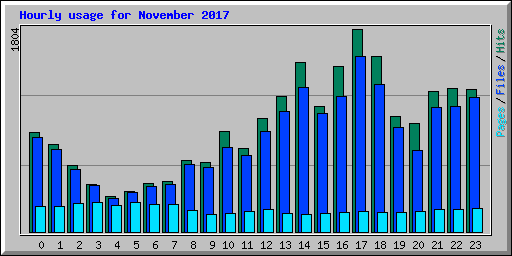 Hourly usage for November 2017
1804
Pages/Files/Hits
0 1 2 3 4 5 6 7 8 9 10 11 12 13 14 15 16 17 18 19 20 21 22 23